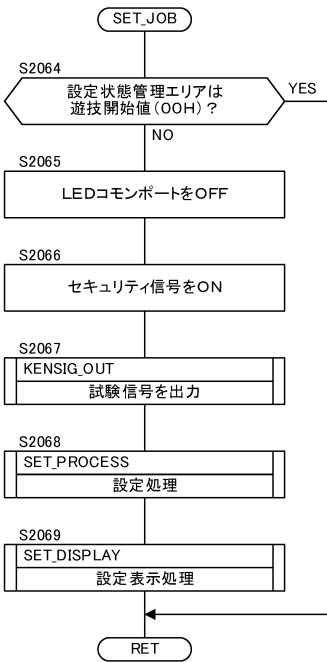 SET_JOB
S2064
設定状態管理エリアは
遊技開始値(00H)?
YES
NO
S2065
LEDコモンポートをOFF
S2066
セキュリティ信号をON
S2067
KENSIG_OUT
試験信号を出力
S2068
SET_PROCESS
設定処理
S2069
SET_DISPLAY
設定表示処理
RET